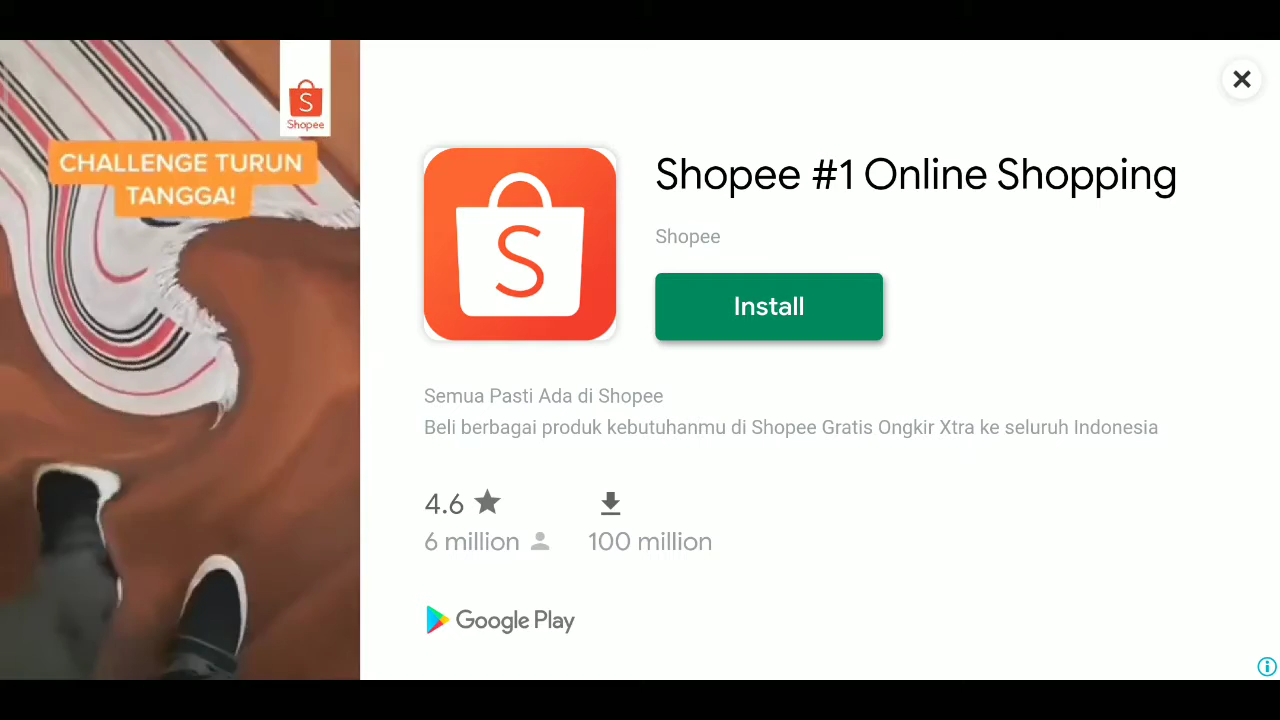 Shopee
CHALLENGE TURUN
TANGGA!
Shopee #1 Online Shopping
Shopee
Install
Semua Pasti Ada di Shopee
Beli berbagai produk kebutuhanmu di Shopee Gratis Ongkir Xtra ke seluruh Indonesia
4.6
6 million
100 million
Google Play